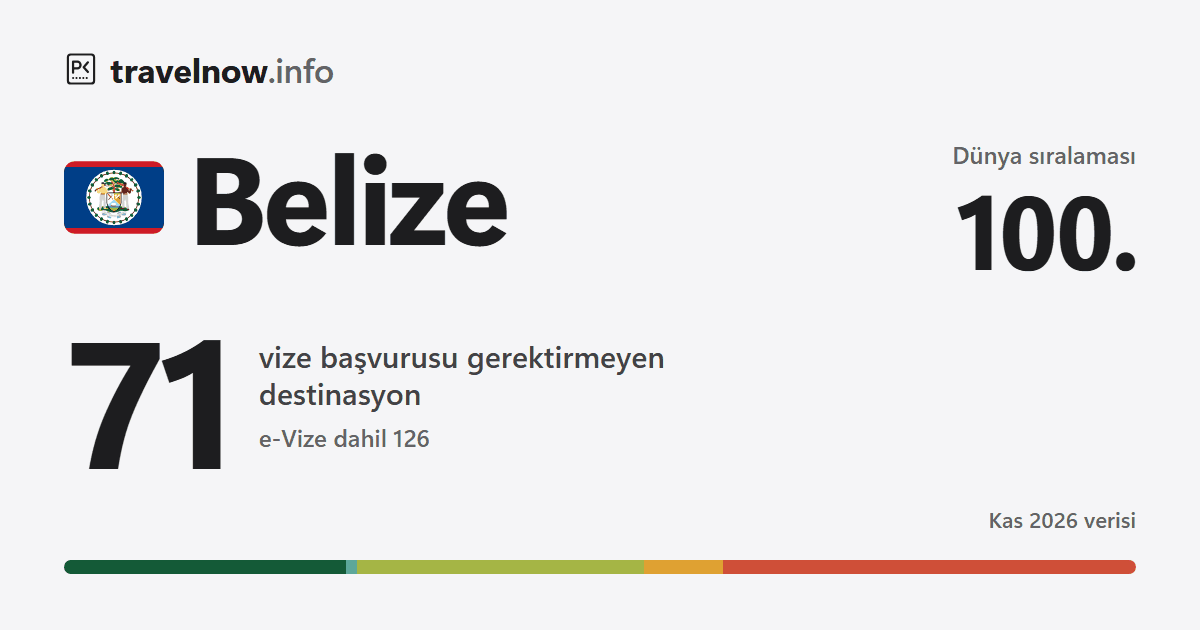 travelnow.info
Belize
Dünya sıralaması
100.
71
vize başvurusu gerektirmeyen
destinasyon
e-Vize dahil 126
Kas 2026 verisi